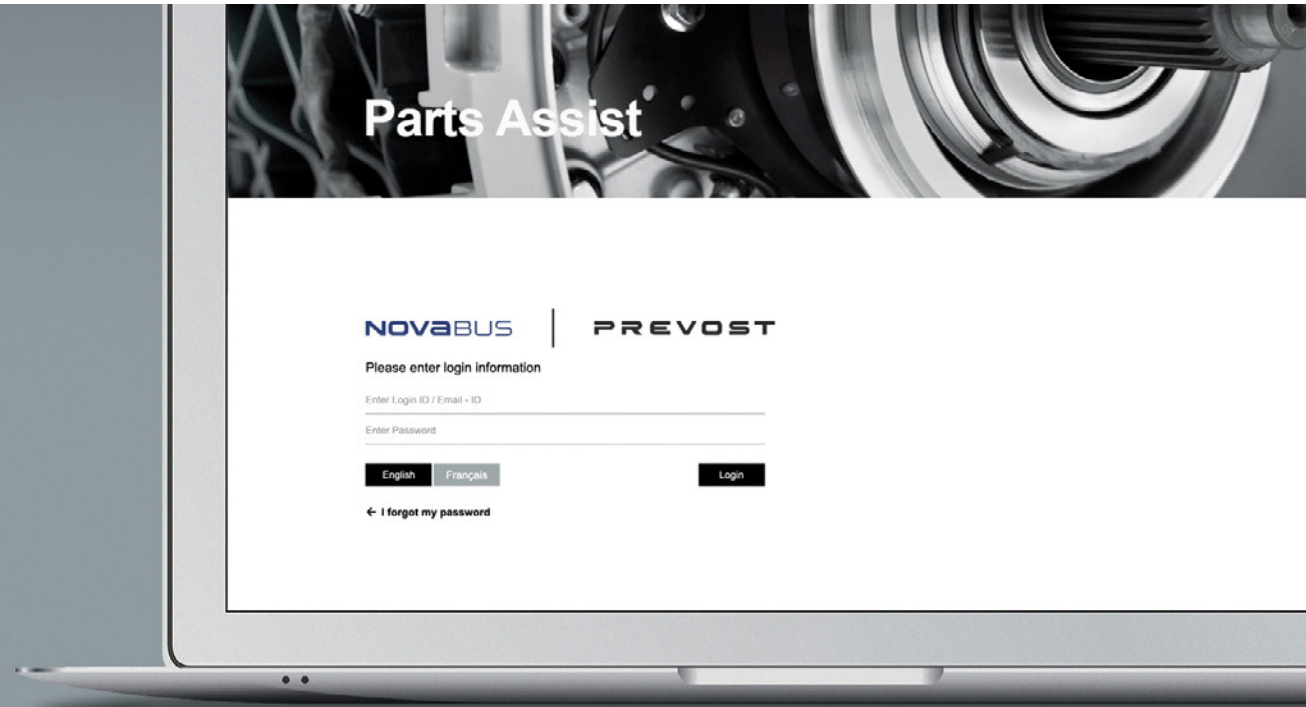 Parts Assist
NOVaBUS
PREVOST
Please enter login information
Enter Login ID / Email - ID
Enter Password
English
Français
Login
← I forgot my password